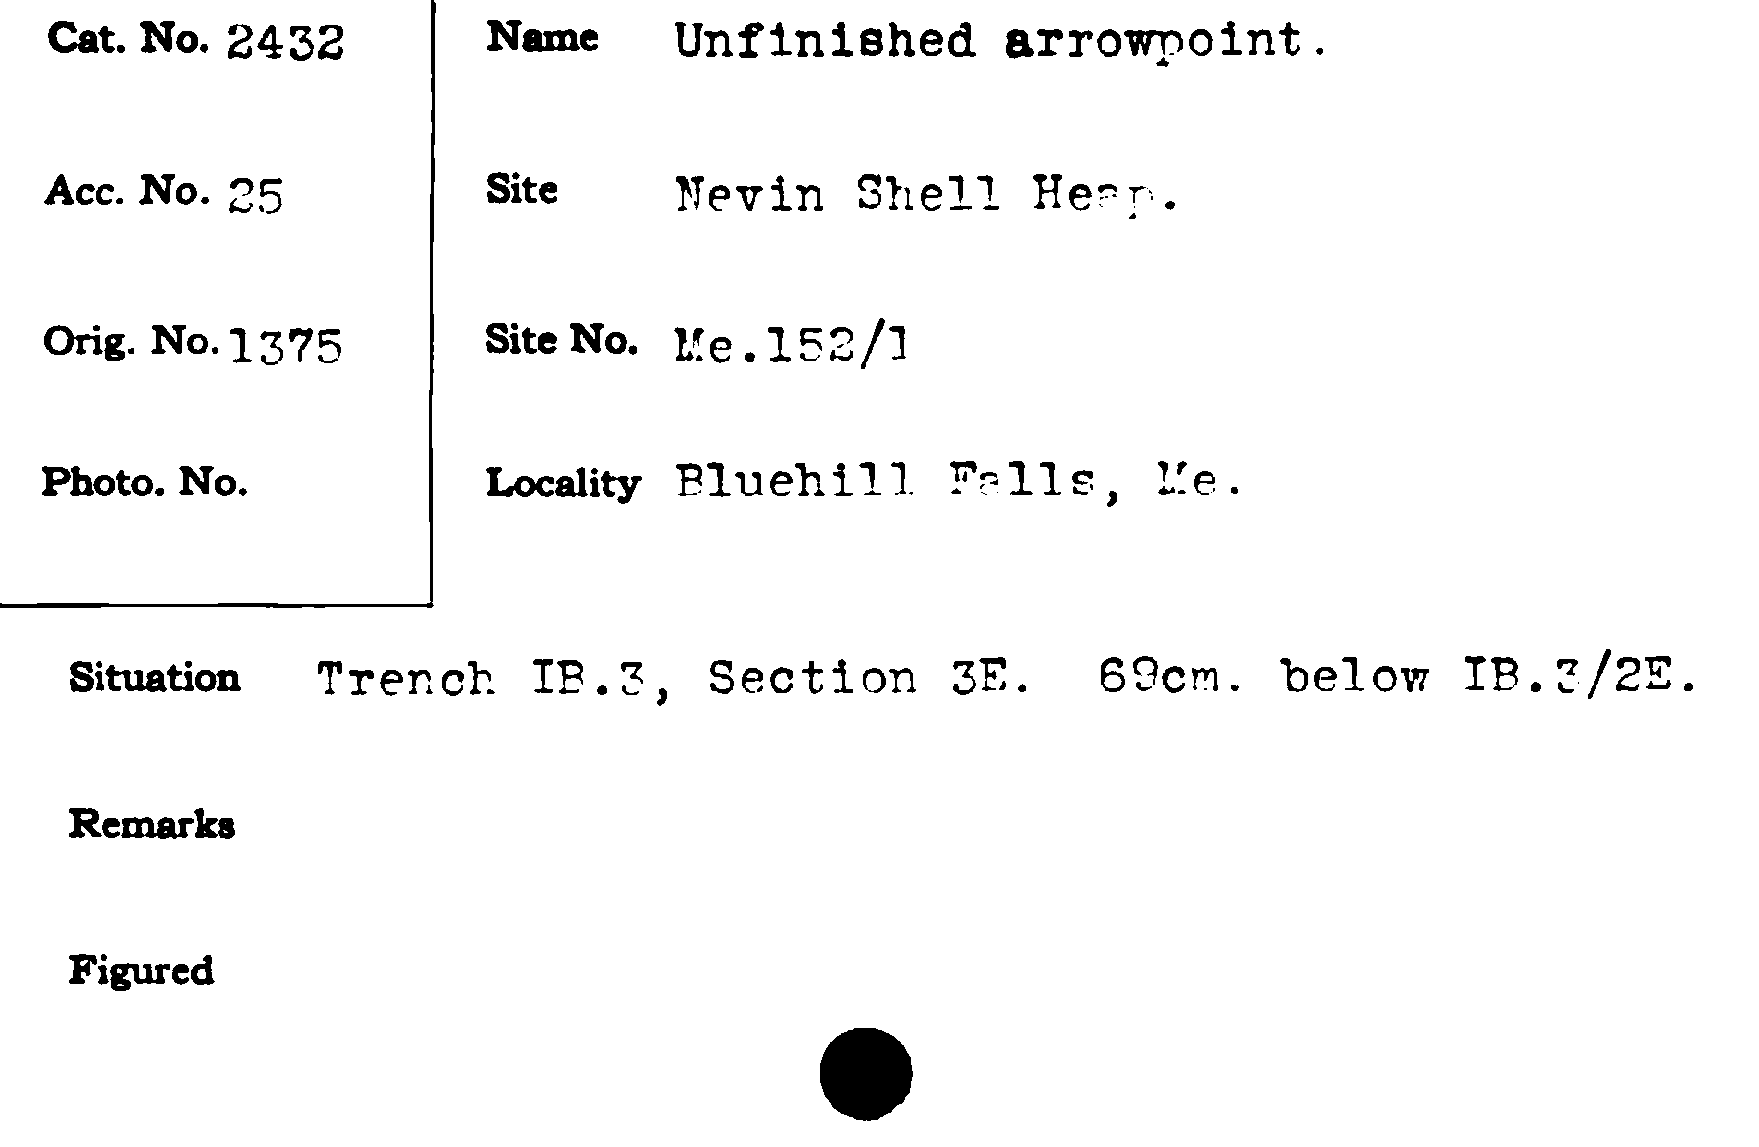 Cat. No. 2432
Name Unfinished arrowpoint.
Acc. No. 25
Site Nevin Shell Heap.
Orig. No. 1375
Site No. Me.152/1
Photo. No.
Locality Bluehill Falls, Me.
Situation Trench IB.3, Section 3E. 69cm. below IB.3/2E.
Remarks
Figured